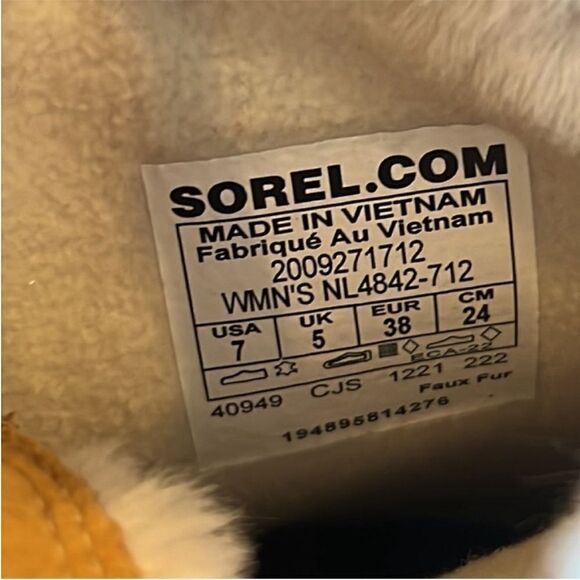 SOREL.COM
MADE IN VIETNAM
Fabriqué Au Vietnam
2009271712
WMN'S NL4842-712
USA UK EUR CM
7 5 38 24
ECA-22
40949 CJS 1221 222
Faux Fur
194895814276